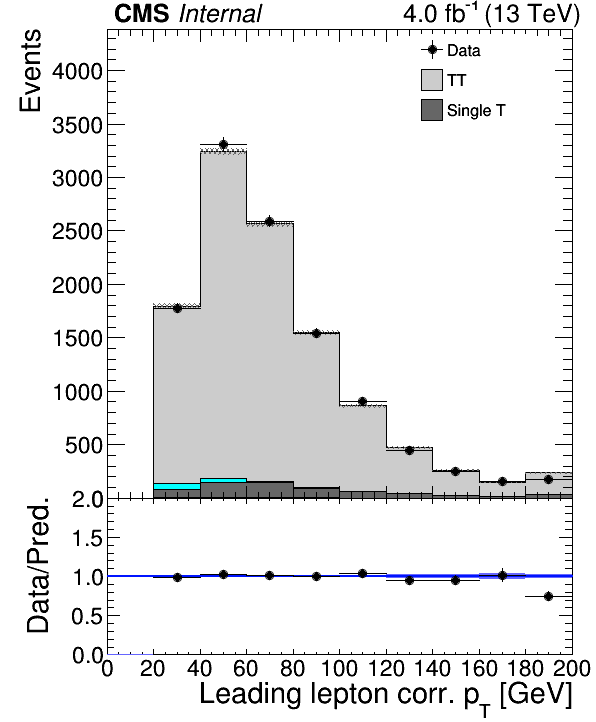 CMS Internal 4.0 fb⁻¹ (13 TeV)
Events
4000
3500
3000
2500
2000
1500
1000
500
Data
TT
Single T
Data/Pred.
2.0
1.5
1.0
0.5
0.0
0 20 40 60 80 100 120 140 160 180 200
Leading lepton corr. p_T [GeV]